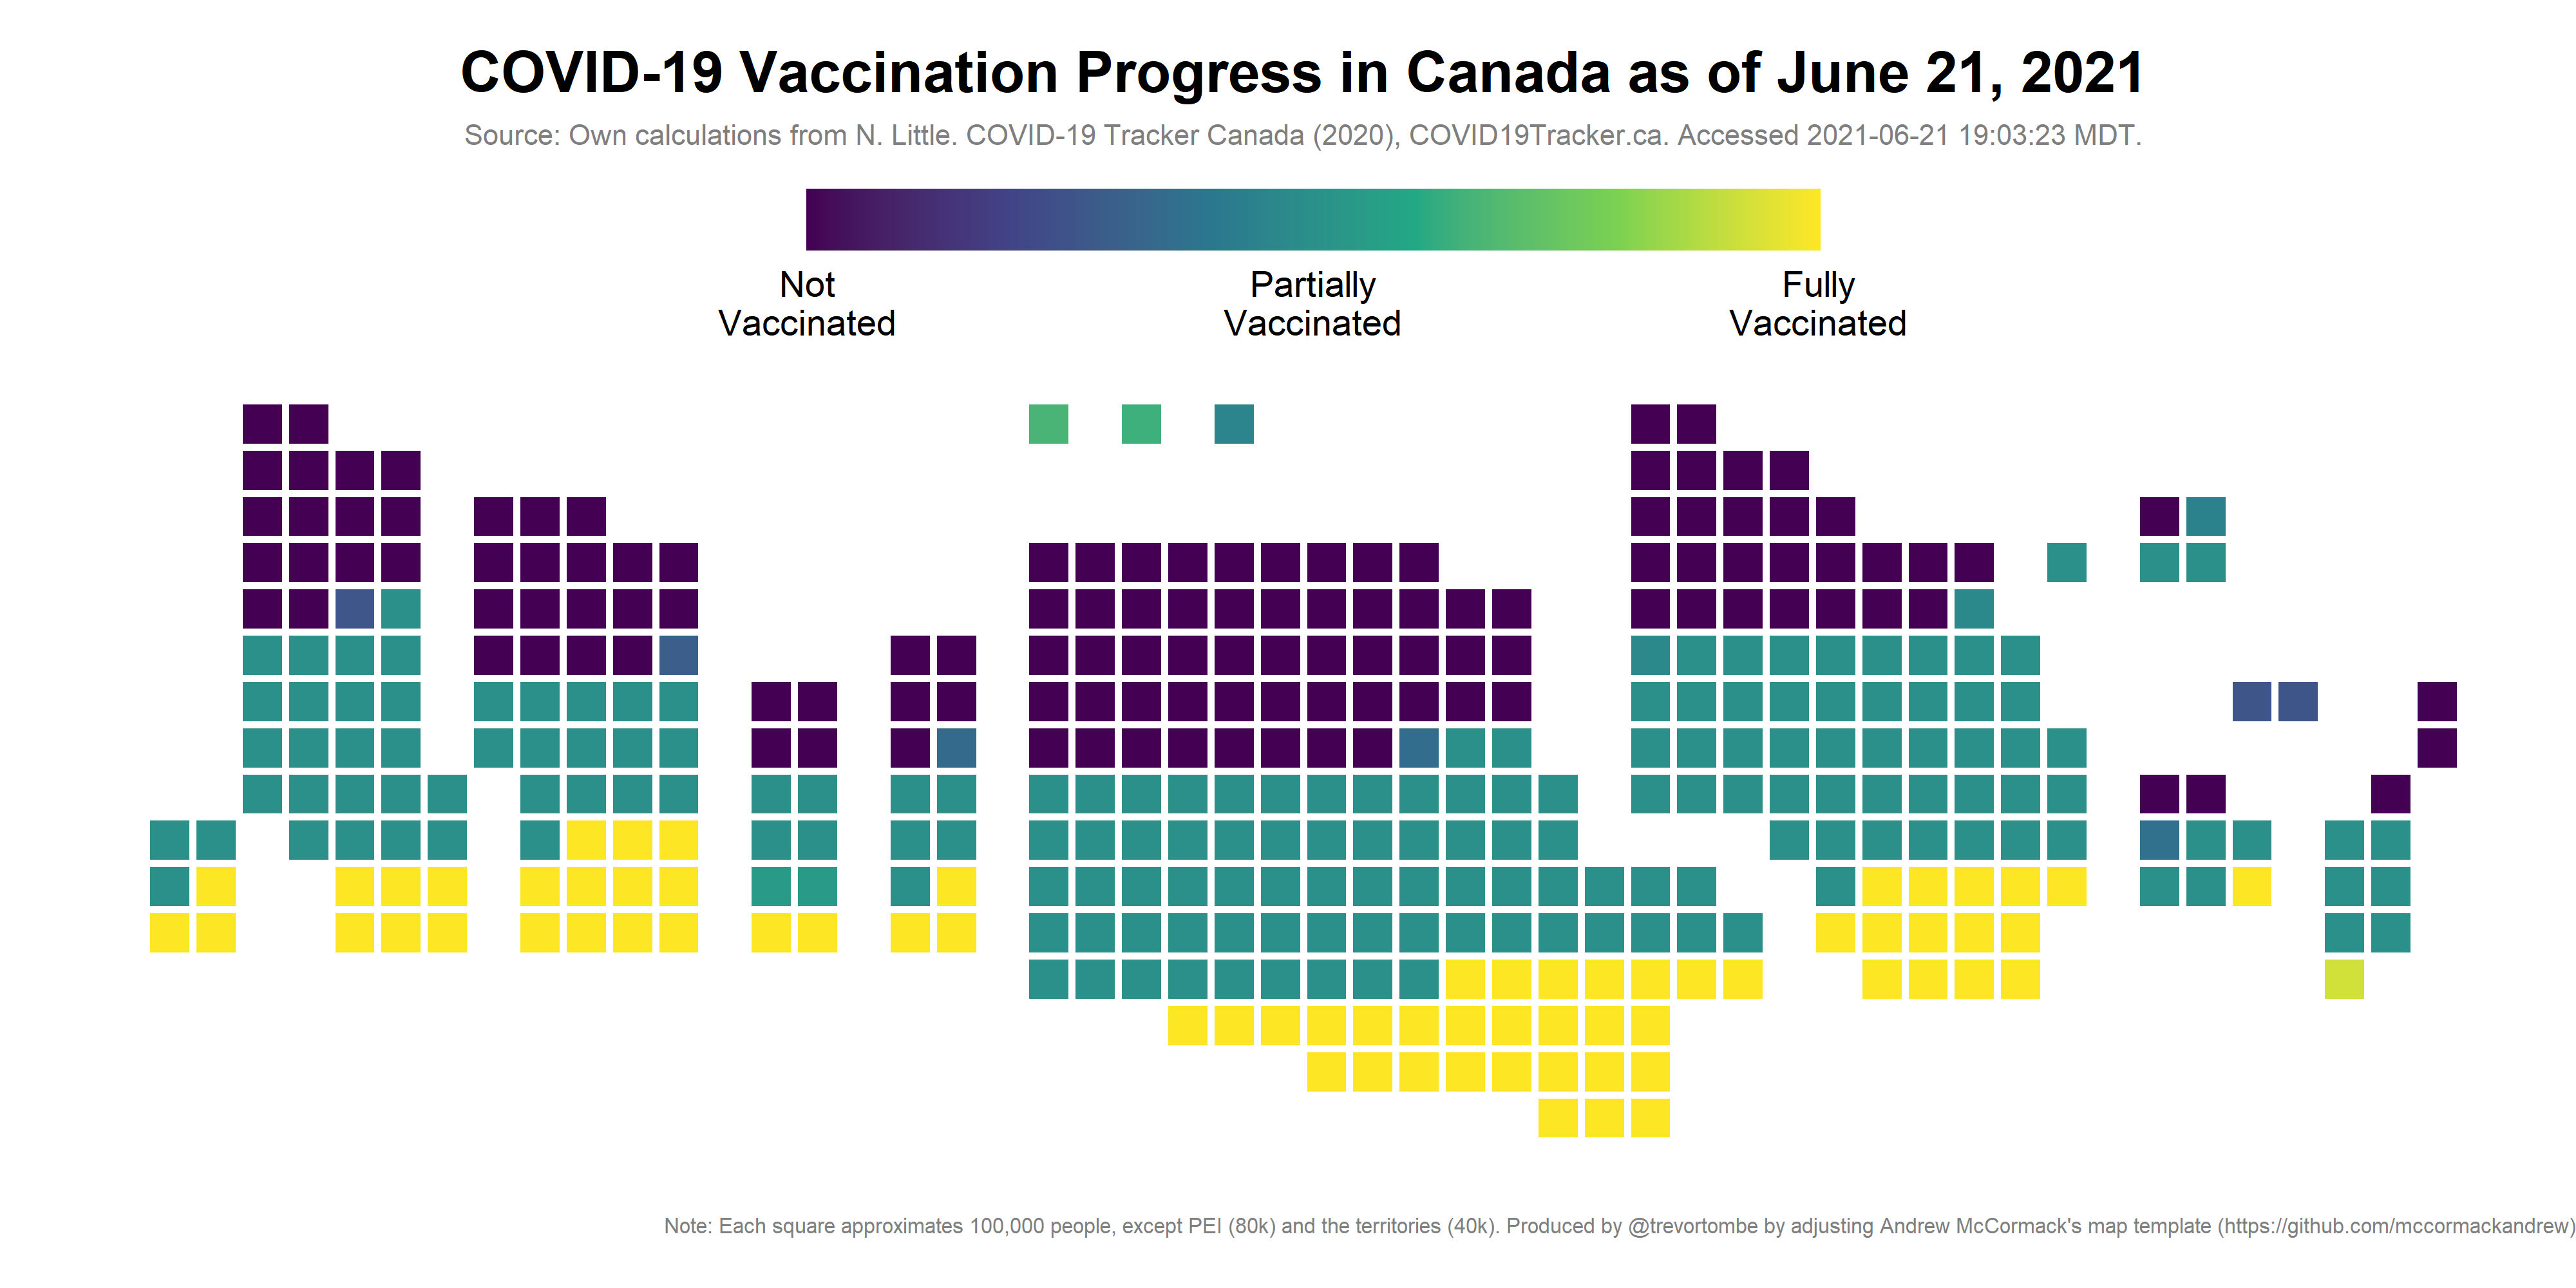 COVID-19 Vaccination Progress in Canada as of June 21, 2021
Source: Own calculations from N. Little. COVID-19 Tracker Canada (2020), COVID19Tracker.ca. Accessed 2021-06-21 19:03:23 MDT.
Not
Vaccinated
Partially
Vaccinated
Fully
Vaccinated
Note: Each square approximates 100,000 people, except PEI (80k) and the territories (40k). Produced by @trevortombe by adjusting Andrew McCormack's map template (https://github.com/mccormackandrew)